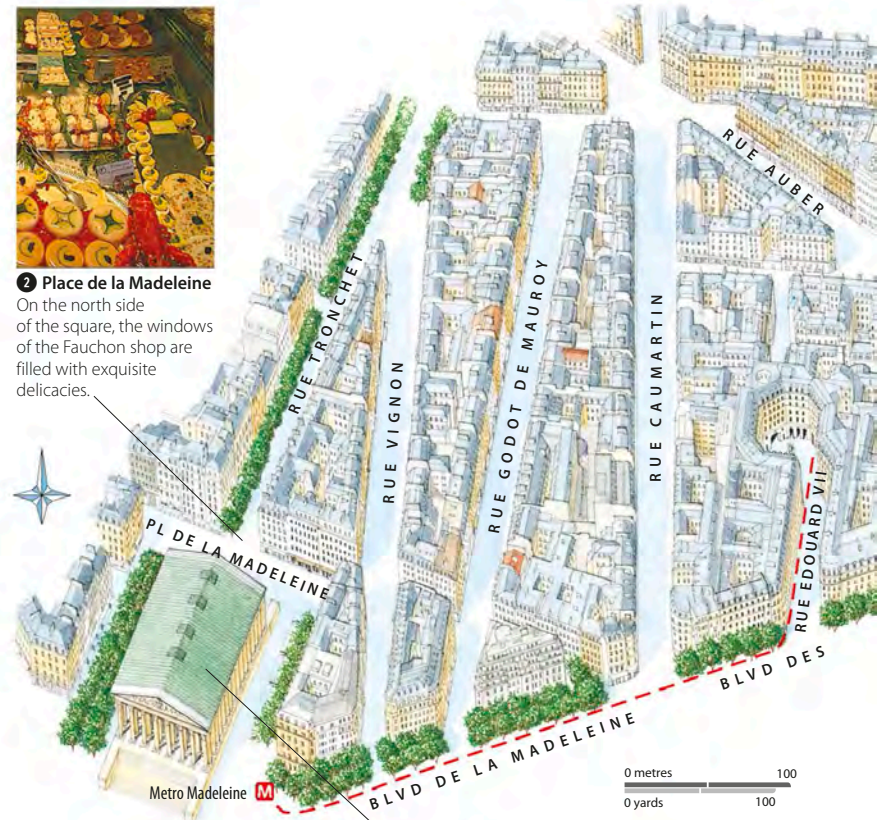 2 Place de la Madeleine
On the north side
of the square, the windows
of the Fauchon shop are
filled with exquisite
delicacies.
RUE AUBER
RUE TRONCHET
RUE VIGNON
RUE GODOT DE MAUROY
RUE CAUMARTIN
RUE EDOUARD VII
PL DE LA MADELEINE
BLVD DES
BLVD DE LA MADELEINE
Metro Madeleine M
0 metres 100
0 yards 100